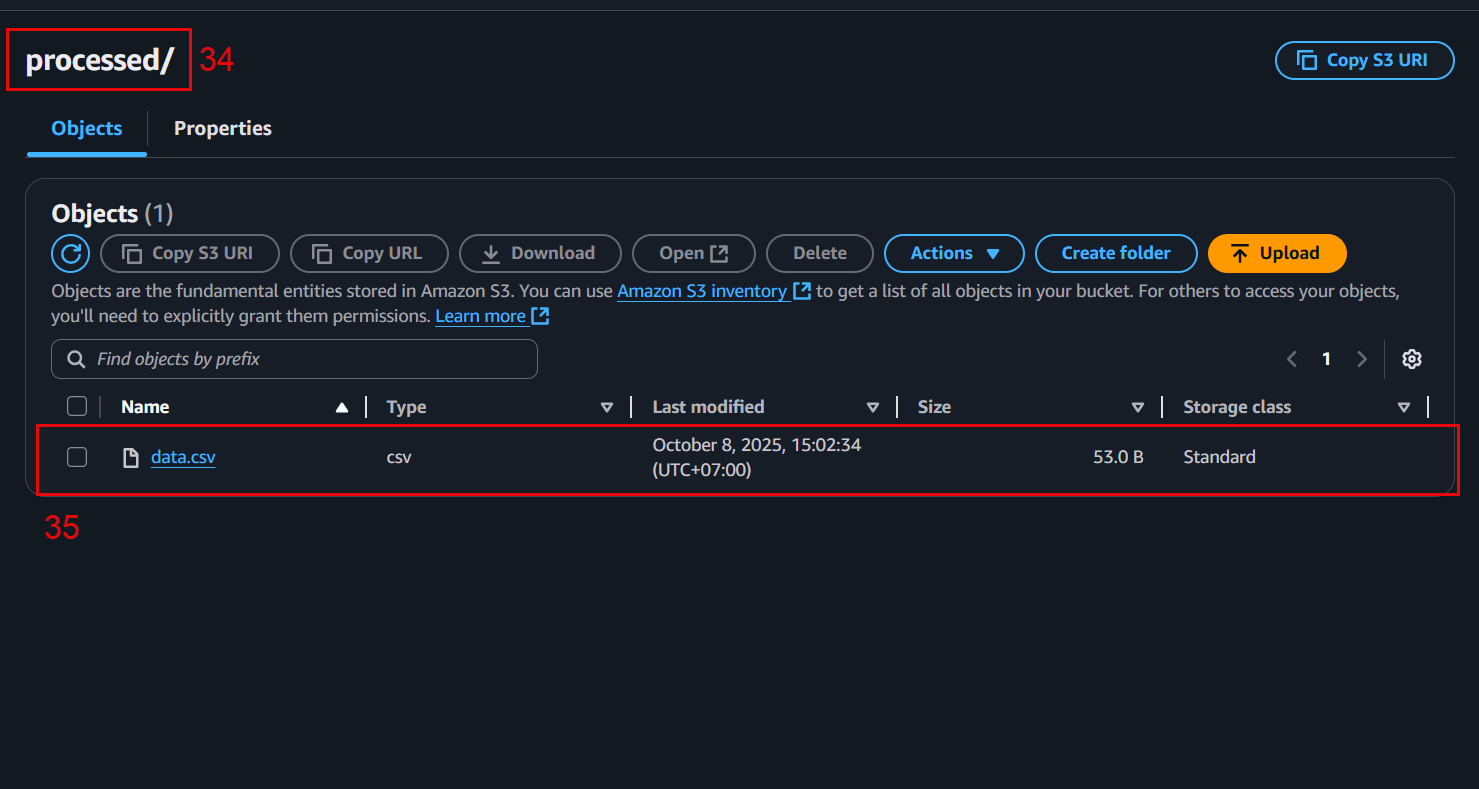 processed/ 34
Copy S3 URI
Objects Properties
Objects (1)
Copy S3 URI Copy URL Download Open Delete Actions Create folder Upload
Objects are the fundamental entities stored in Amazon S3. You can use Amazon S3 inventory to get a list of all objects in your bucket. For others to access your objects,
you'll need to explicitly grant them permissions. Learn more
Find objects by prefix
1
Name Type Last modified Size Storage class
data.csv csv October 8, 2025, 15:02:34
(UTC+07:00) 53.0 B Standard
35